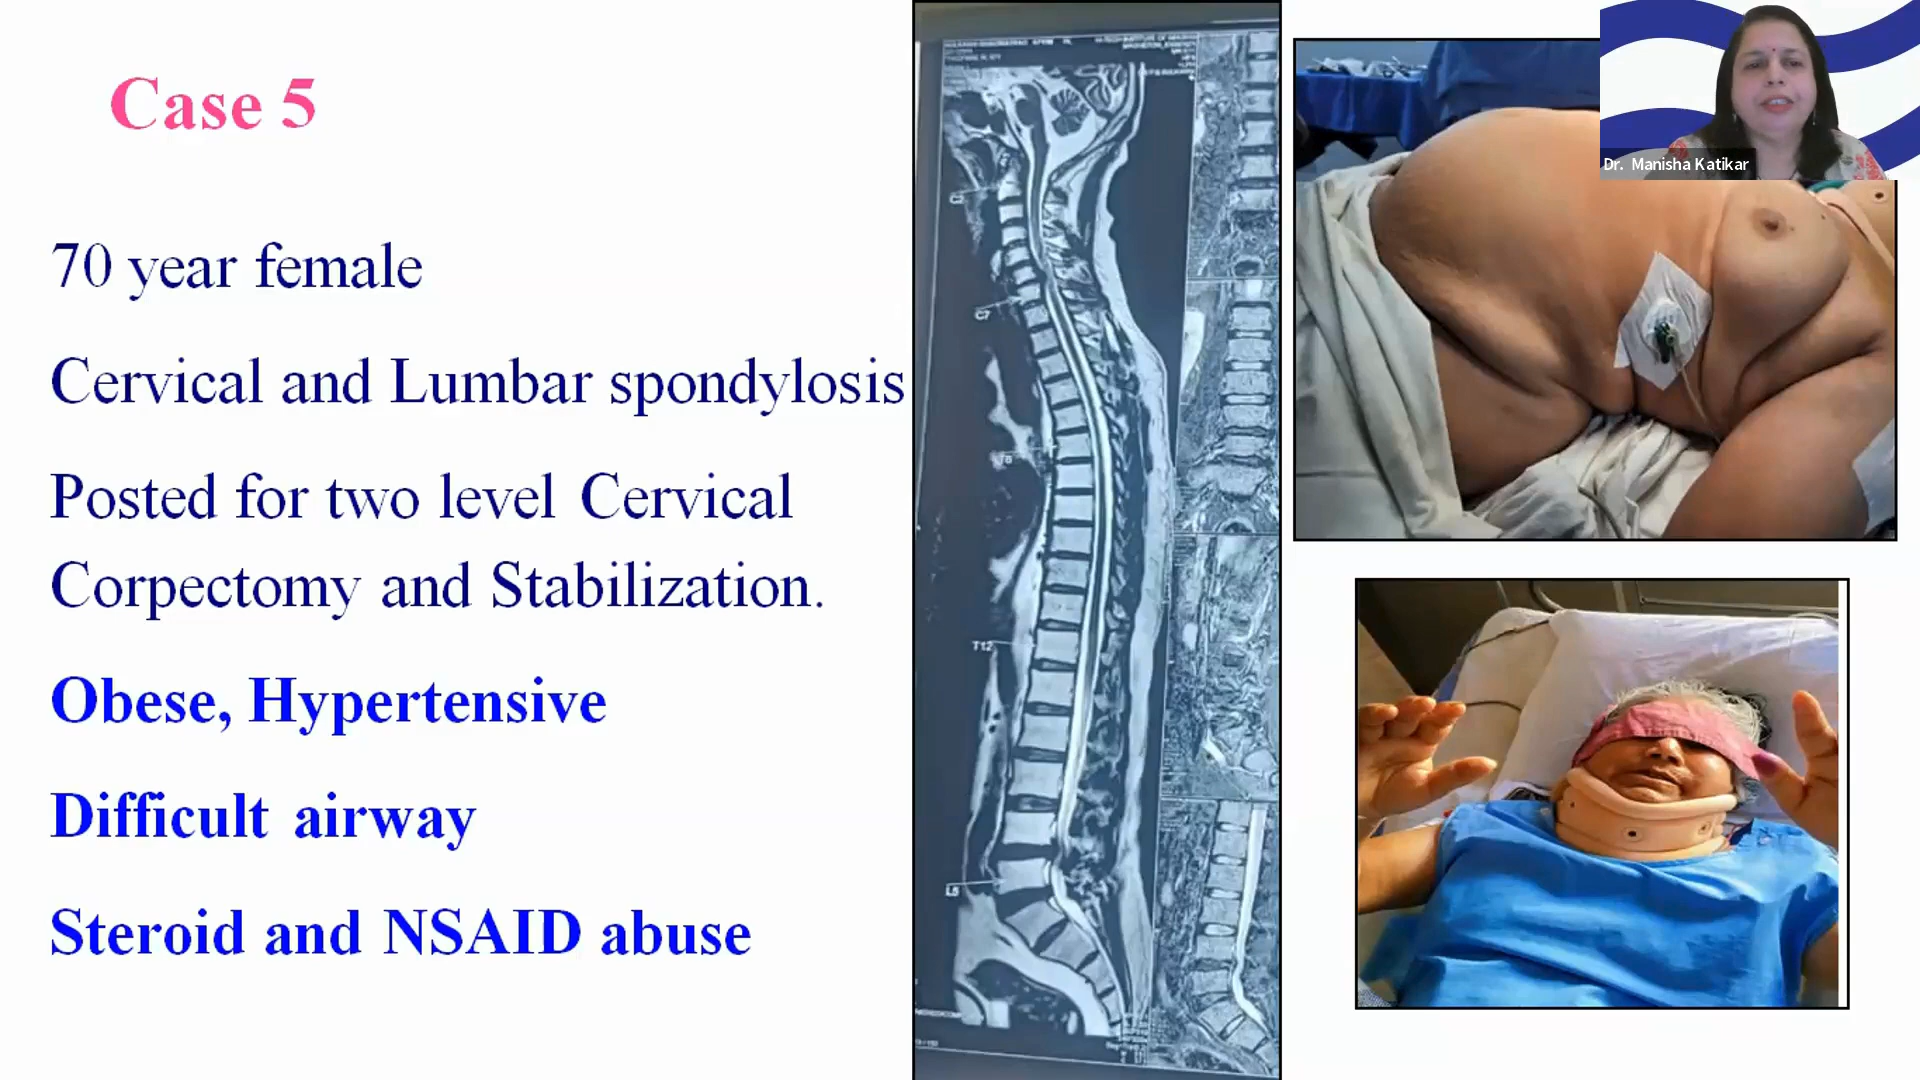 Case 5
70 year female
Cervical and Lumbar spondylosis
Posted for two level Cervical
Corpectomy and Stabilization.
Obese, Hypertensive
Difficult airway
Steroid and NSAID abuse
C7
T12
L5
Dr. Manisha Katikar